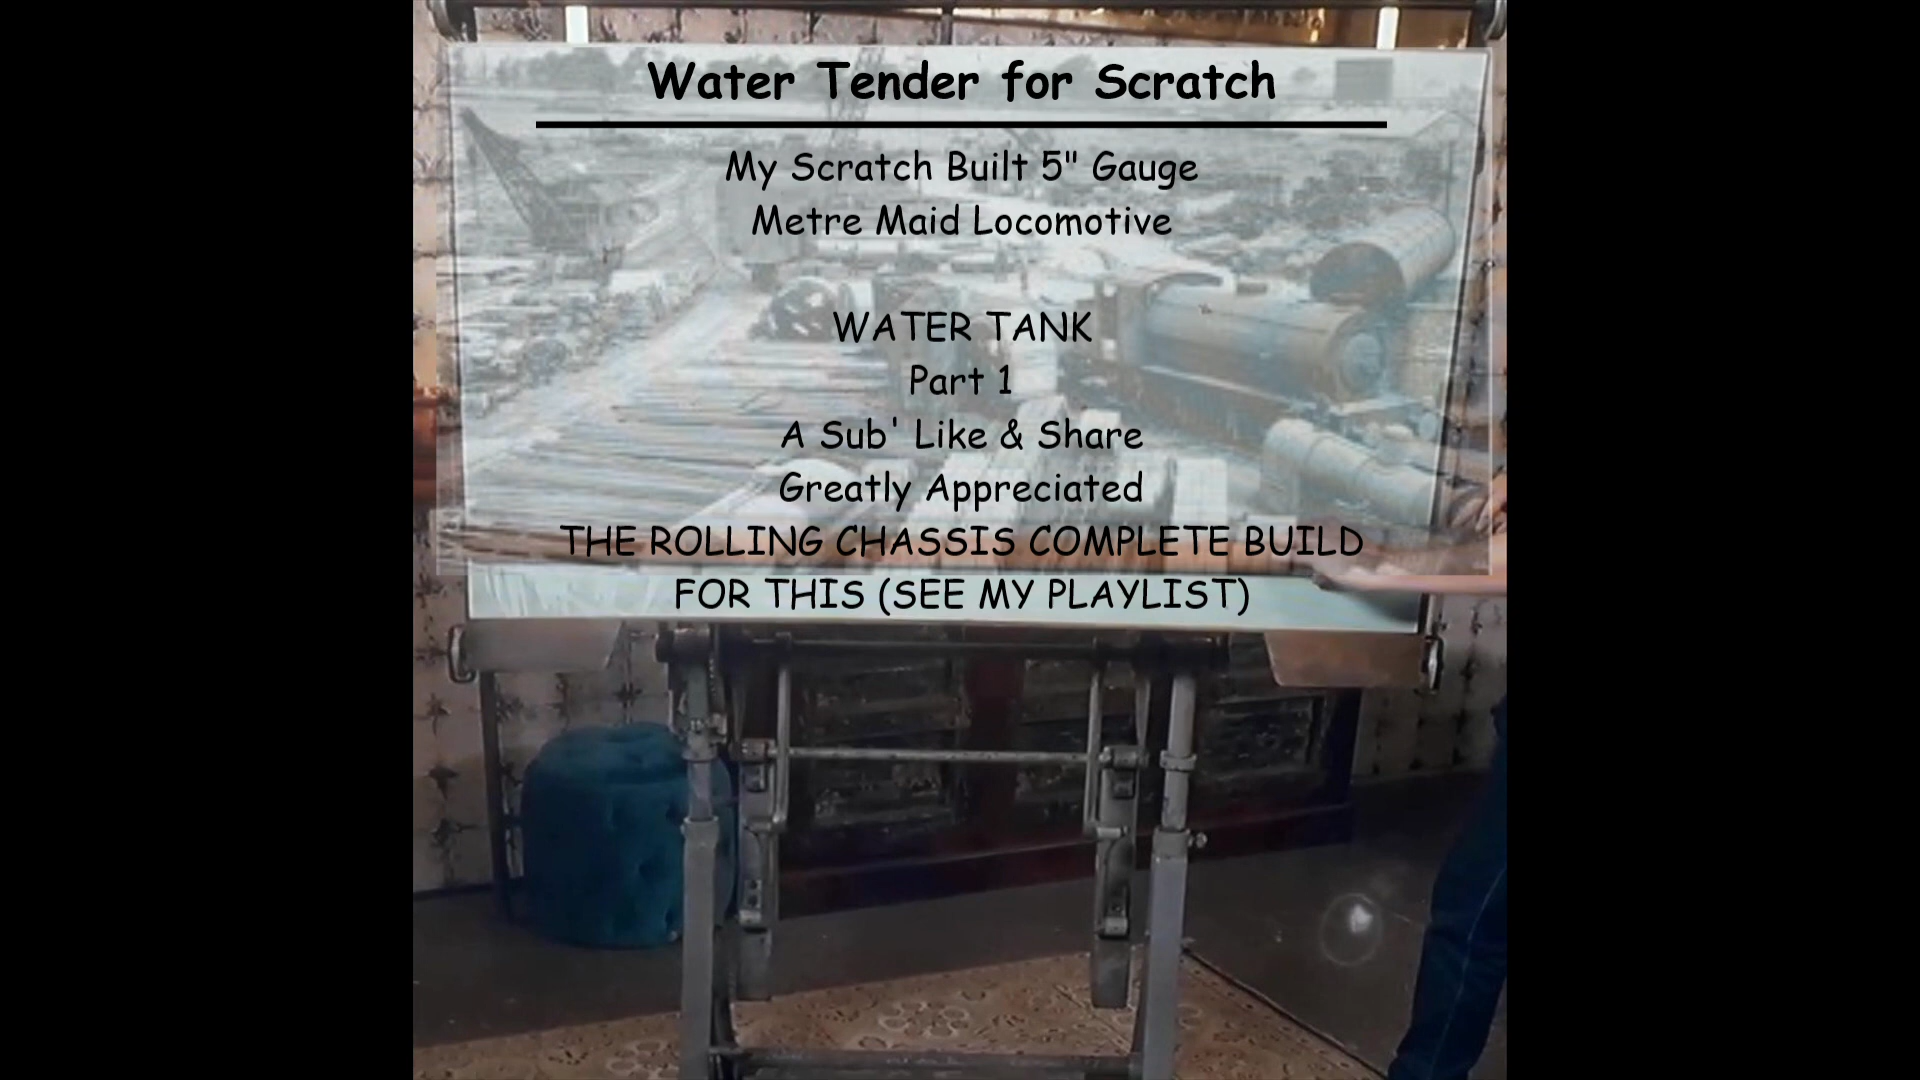 Water Tender for Scratch
My Scratch Built 5" Gauge
Metre Maid Locomotive
WATER TANK
Part 1
A Sub' Like & Share
Greatly Appreciated
THE ROLLING CHASSIS COMPLETE BUILD
FOR THIS (SEE MY PLAYLIST)